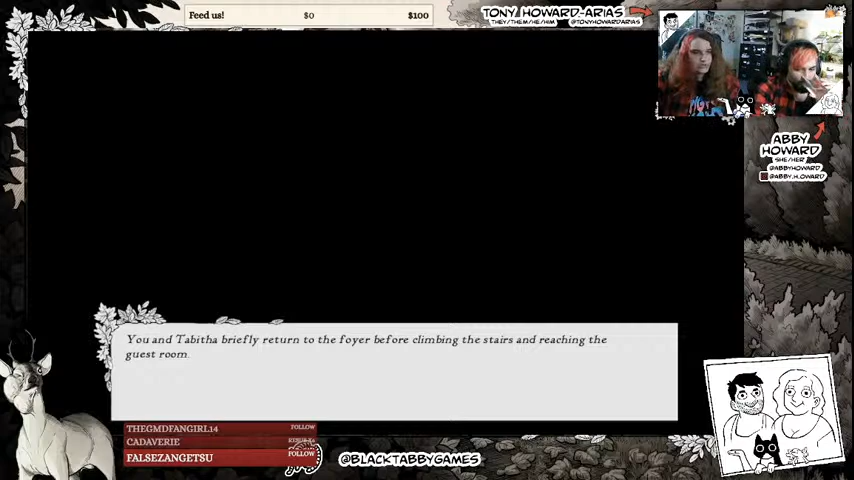 Feed us!
$0
$100
TONY HOWARD-ARIAS
THEY/THEM/HE/HIM
@TONYHOWARDARIAS
ABBY
HOWARD
SHE/HER
@ABBYHOWARD
@ABBY.H.OWARD
You and Tabitha briefly return to the foyer before climbing the stairs and reaching the
guest room.
THEGMDFANGIRL14
FOLLOW
CADAVERIE
FALSEZANGETSU
FOLLOW
@BLACKTABBYGAMES